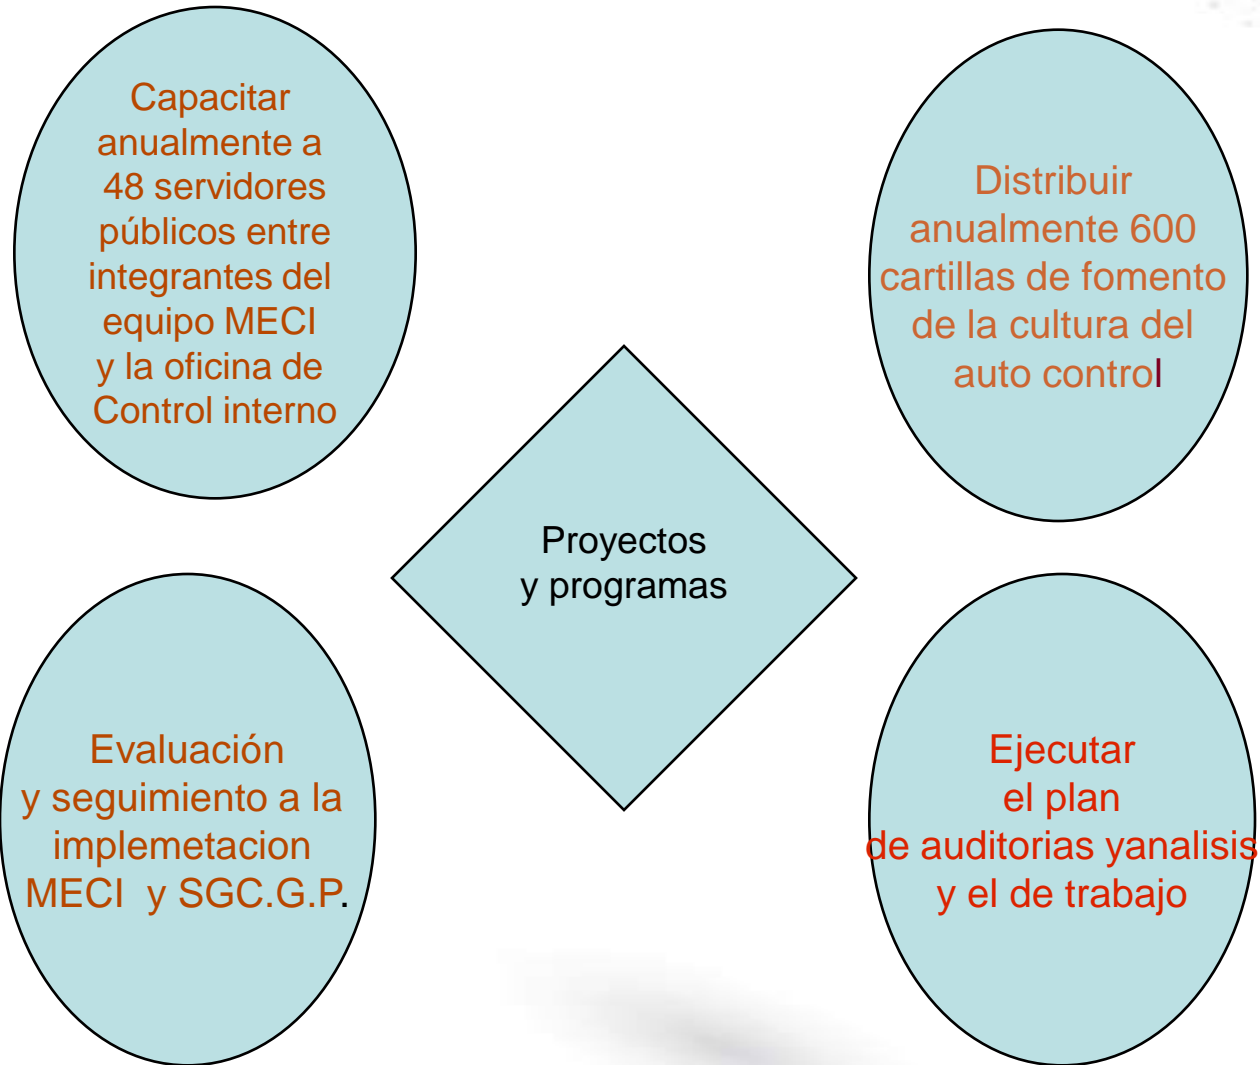 Capacitar
anualmente a
48 servidores
públicos entre
integrantes del
equipo MECI
y la oficina de
Control interno
Distribuir
anualmente 600
cartillas de fomento
de la cultura del
auto control
Proyectos
y programas
Evaluación
y seguimiento a la
implemetacion
MECI y SGC.G.P.
Ejecutar
el plan
de auditorias yanalisis
y el de trabajo